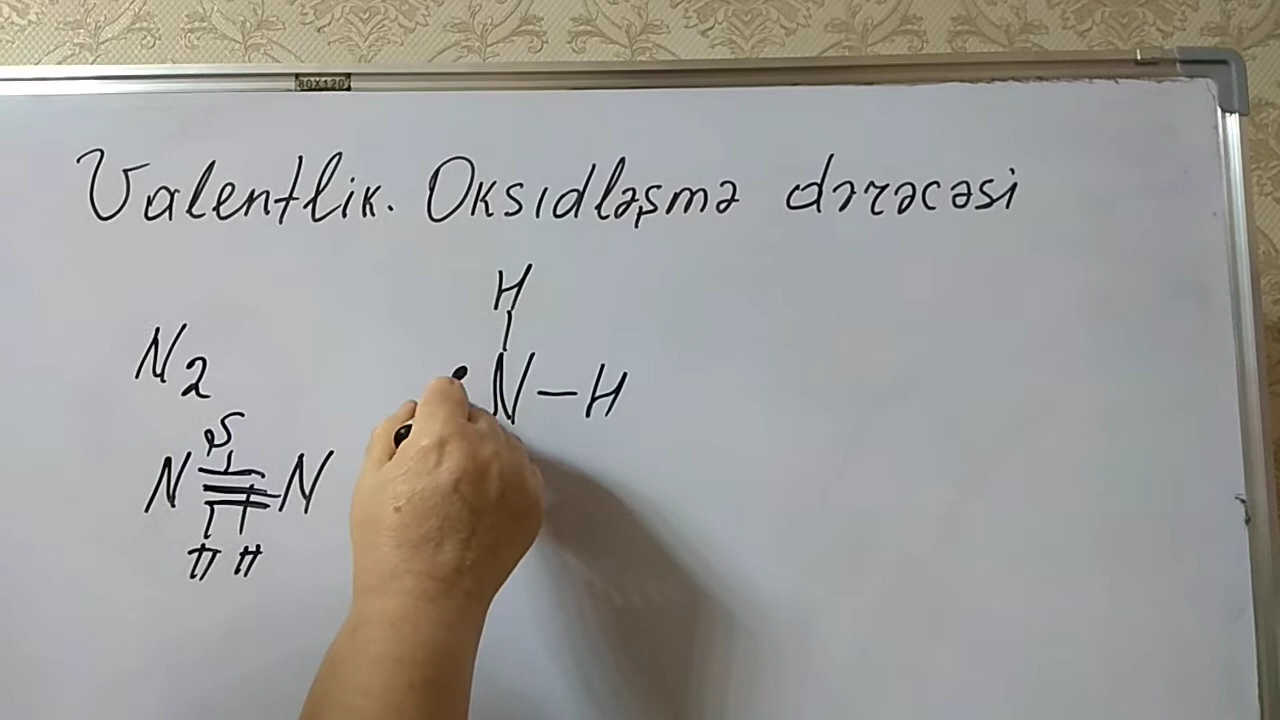 80X120
Valentlik. Oksidləşmə dərəcəsi
N2
S
N≡N
π π
H
N–H